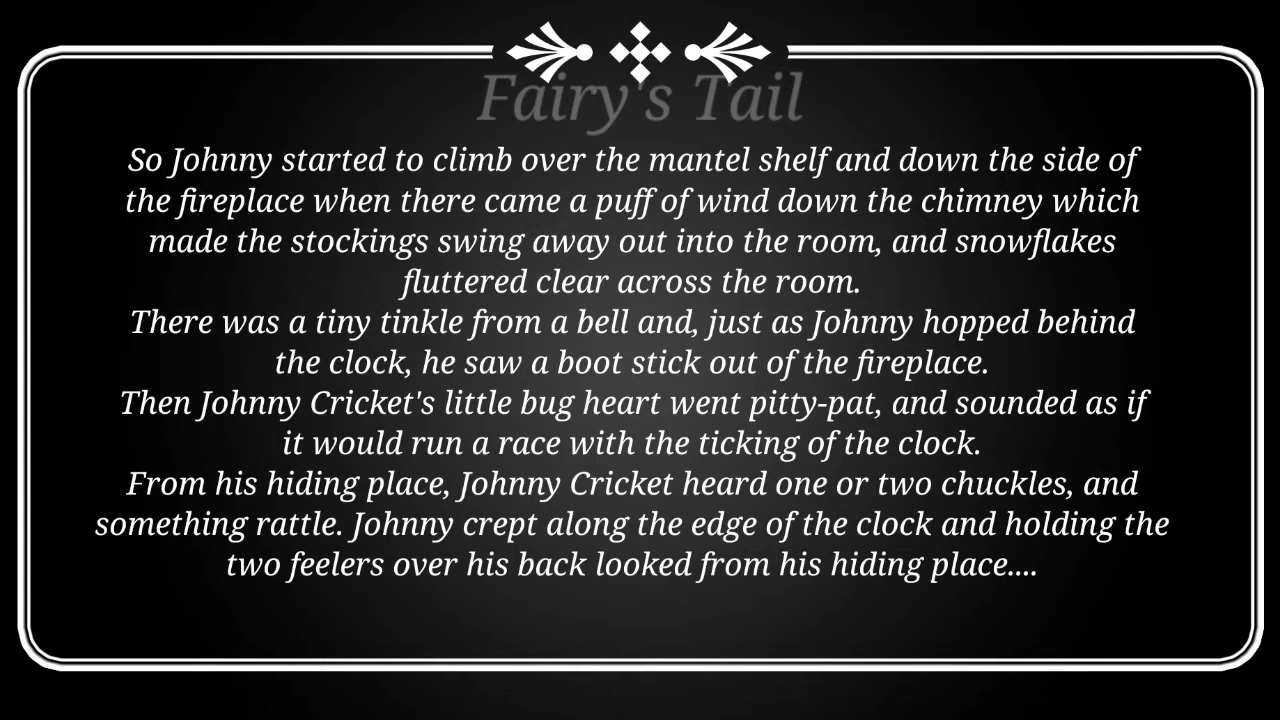 Fairy's Tail
So Johnny started to climb over the mantel shelf and down the side of
the fireplace when there came a puff of wind down the chimney which
made the stockings swing away out into the room, and snowflakes
fluttered clear across the room.
There was a tiny tinkle from a bell and, just as Johnny hopped behind
the clock, he saw a boot stick out of the fireplace.
Then Johnny Cricket's little bug heart went pitty-pat, and sounded as if
it would run a race with the ticking of the clock.
From his hiding place, Johnny Cricket heard one or two chuckles, and
something rattle. Johnny crept along the edge of the clock and holding the
two feelers over his back looked from his hiding place....